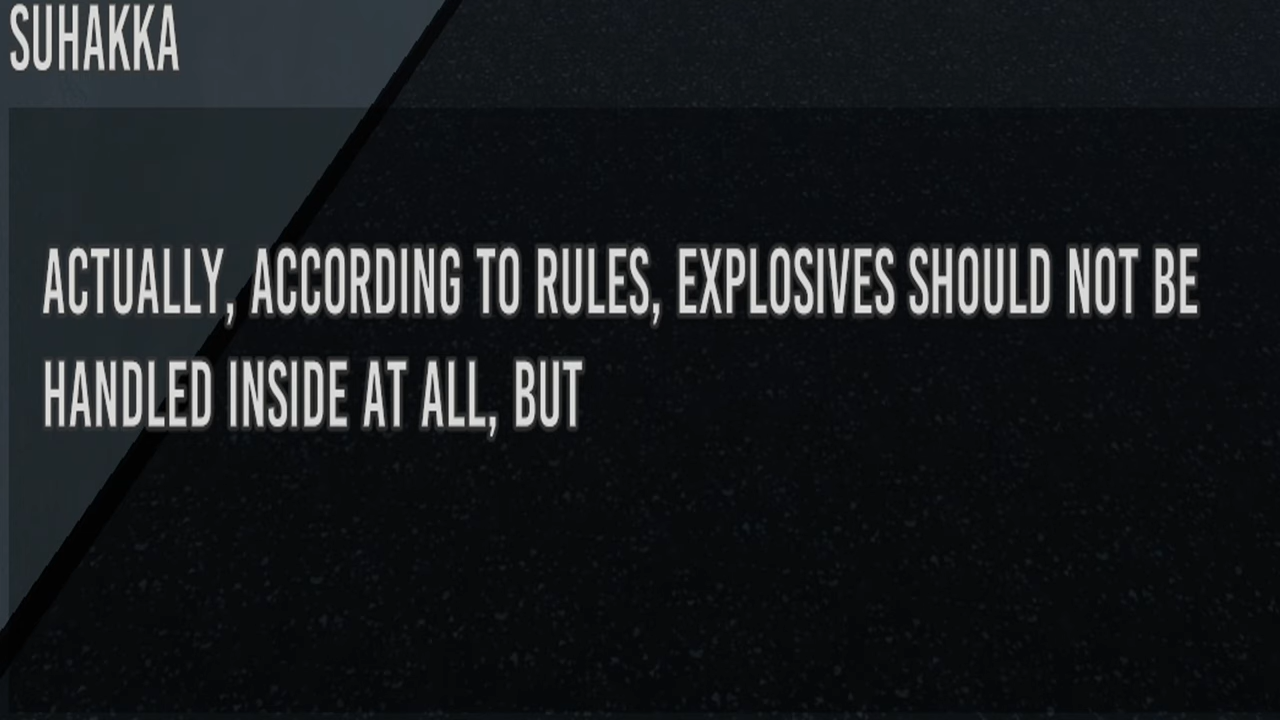 SUHAKKA
ACTUALLY, ACCORDING TO RULES, EXPLOSIVES SHOULD NOT BE
HANDLED INSIDE AT ALL, BUT